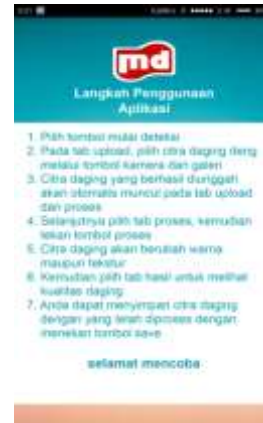 md
Langkah Penggunaan
Aplikasi
1. Pilih tombol mulai deteksi
2. Pada tab upload, pilih citra daging
melalui tombol kamera dan galeri
3. Citra daging yang berhasil diunggah
akan otomatis muncul pada tab upload
dan proses
4. Selanjutnya pilih tab proses, kemudian
tekan tombol proses
5. Citra daging akan berubah warna
maupun tekstur
6. Kemudian pilih tab hasil untuk melihat
kualitas daging
7. Anda dapat menyimpan citra daging
dengan yang telah diproses dengan
menekan tombol save
selamat mencoba